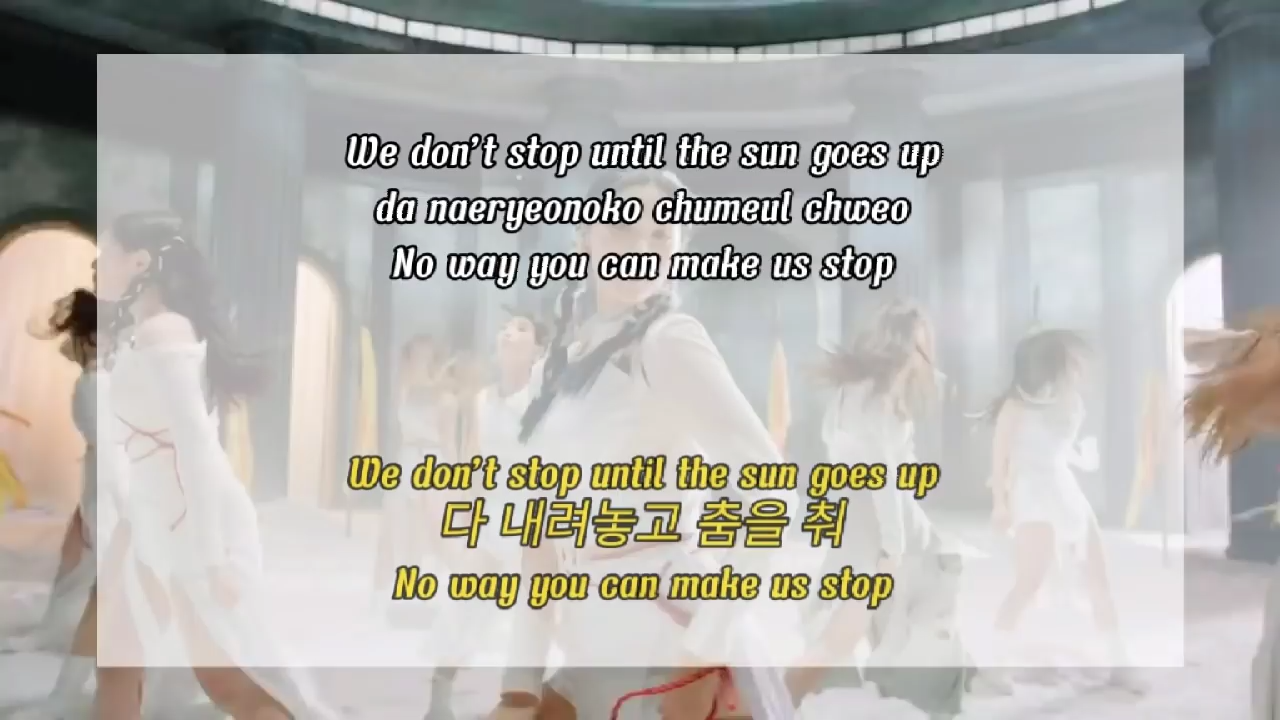 We don't stop until the sun goes up
da naeryeonoko chumeul chweo
No way you can make us stop
We don't stop until the sun goes up
다 내려놓고 춤을 춰
No way you can make us stop